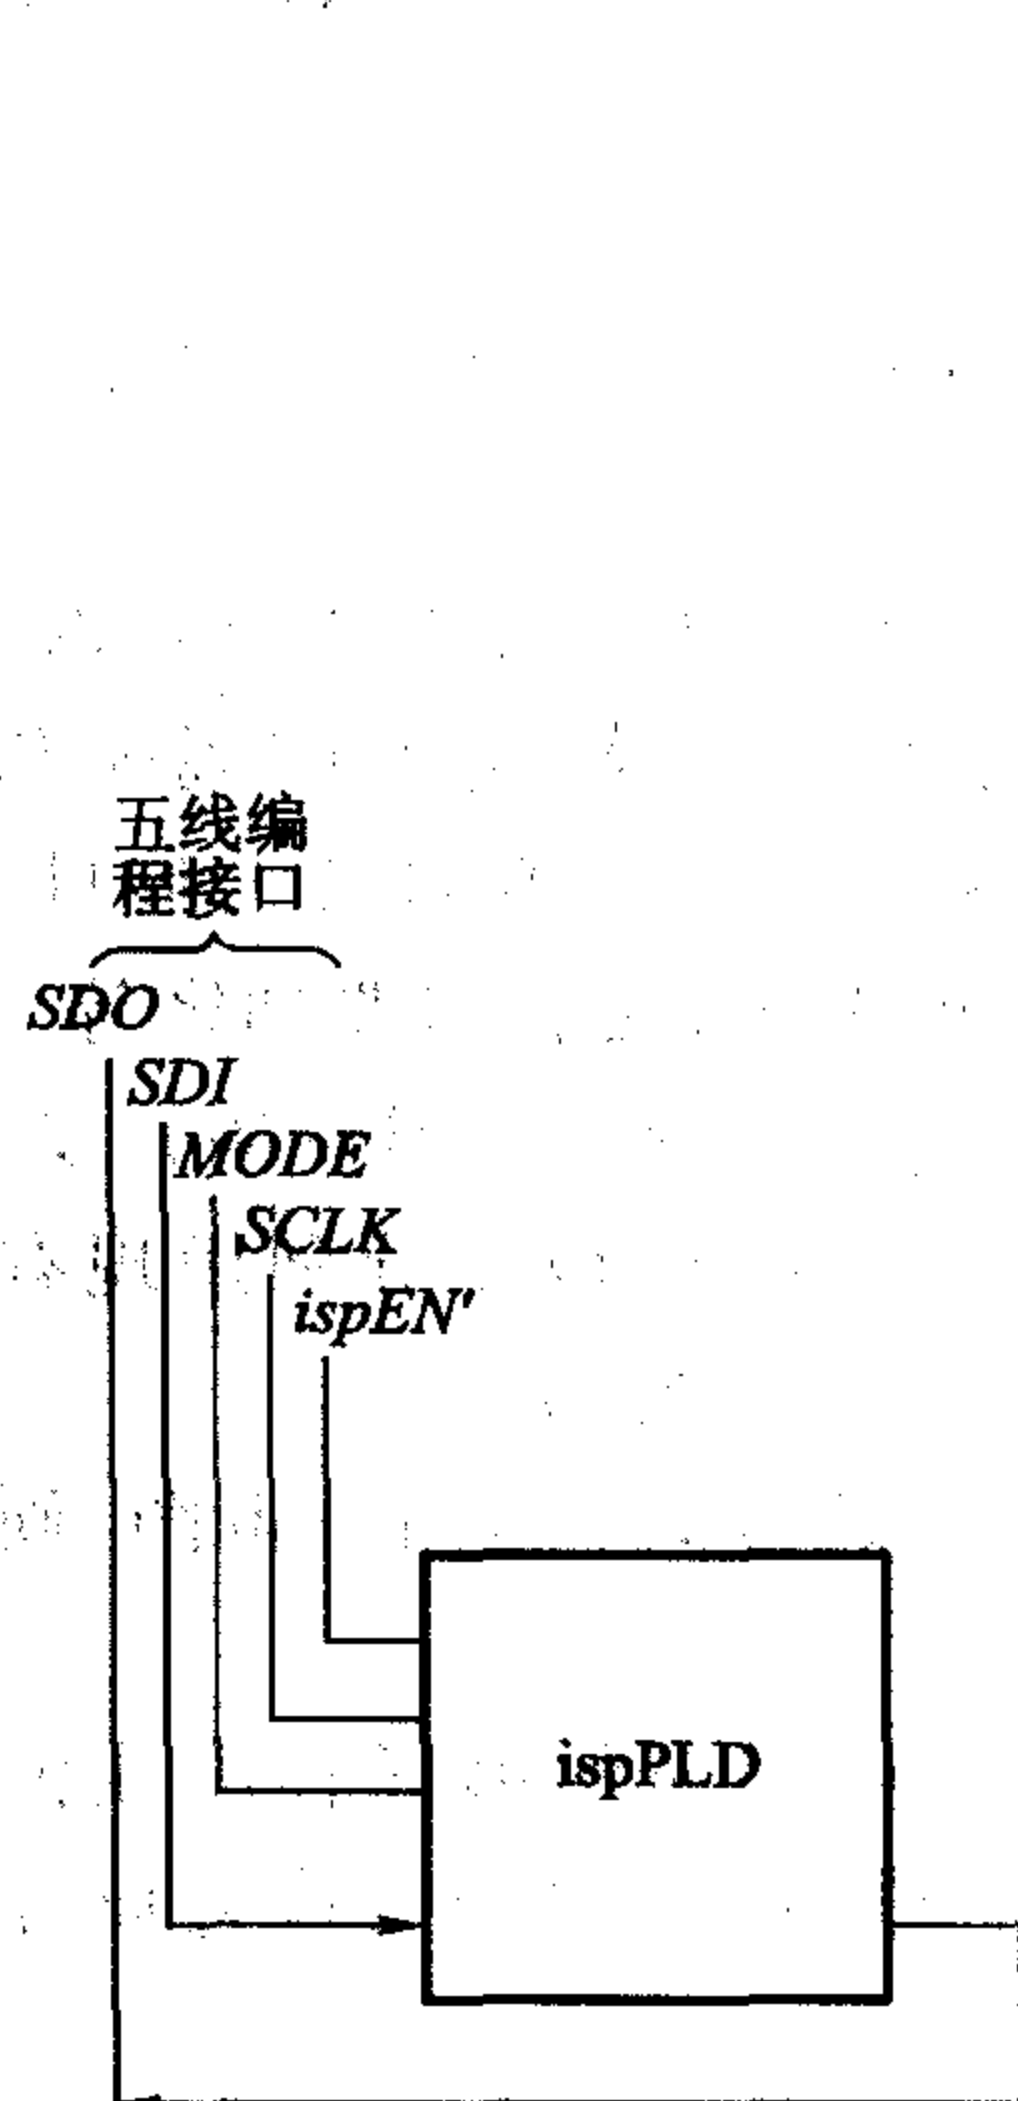 五线编
程接口
SDO
SDI
MODE
SCLK
ispEN'
ispPLD